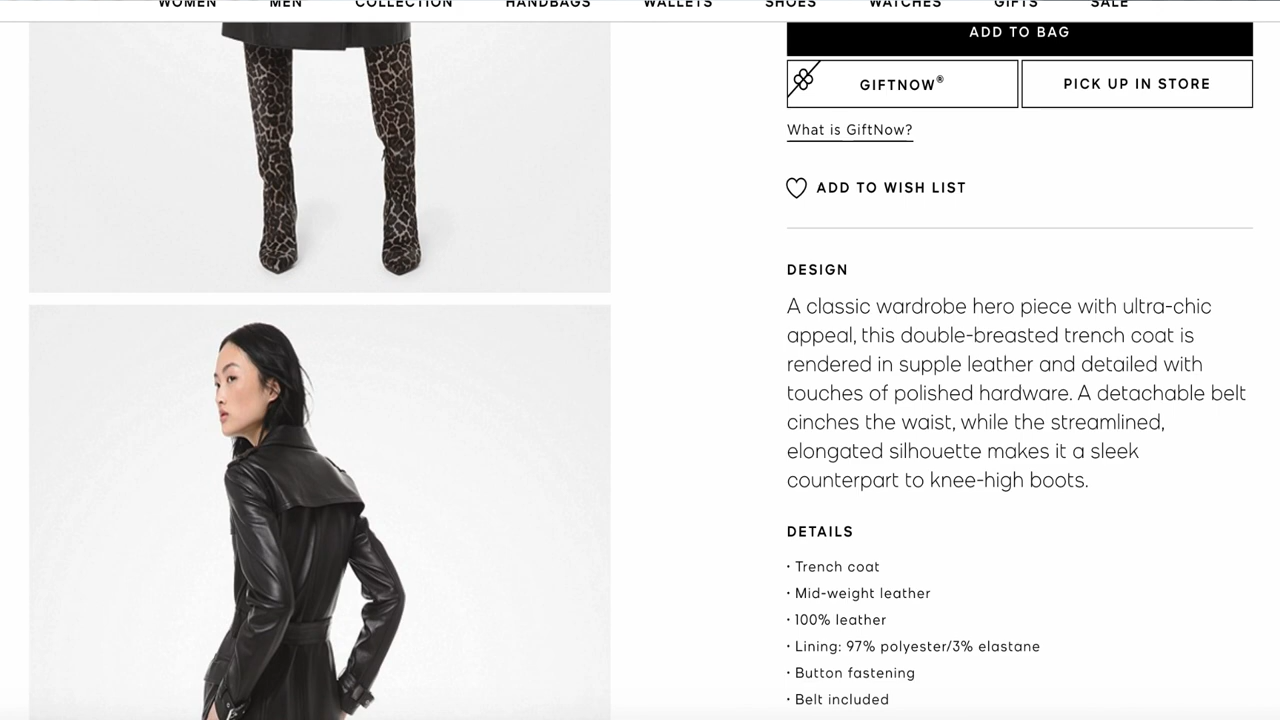 WOMEN MEN COLLECTION HANDBAGS WALLETS SHOES WATCHES GIFTS SALE
ADD TO BAG
GIFTNOW®
PICK UP IN STORE
What is GiftNow?
ADD TO WISH LIST
DESIGN
A classic wardrobe hero piece with ultra-chic
appeal, this double-breasted trench coat is
rendered in supple leather and detailed with
touches of polished hardware. A detachable belt
cinches the waist, while the streamlined,
elongated silhouette makes it a sleek
counterpart to knee-high boots.
DETAILS
· Trench coat
· Mid-weight leather
· 100% leather
· Lining: 97% polyester/3% elastane
· Button fastening
· Belt included